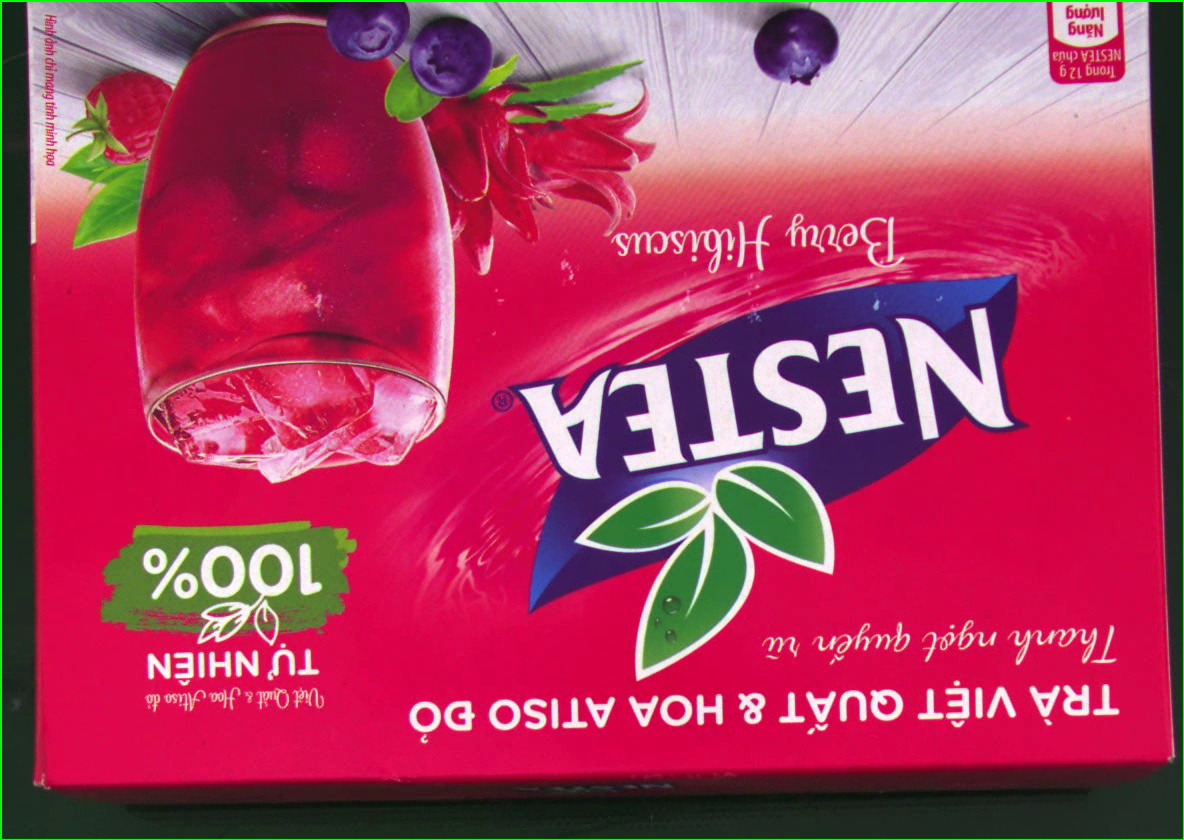 TRÀ VIỆT QUẤT & HOA ATISO ĐỎ
Thanh ngọt quyến rũ
NESTEA®
Berry Hibiscus
Việt Quất & Hoa Atiso đỏ
TỰ NHIÊN
100%
Trong 12 g
NESTEA chứa
Năng
lượng
Hình ảnh chỉ mang tính minh họa